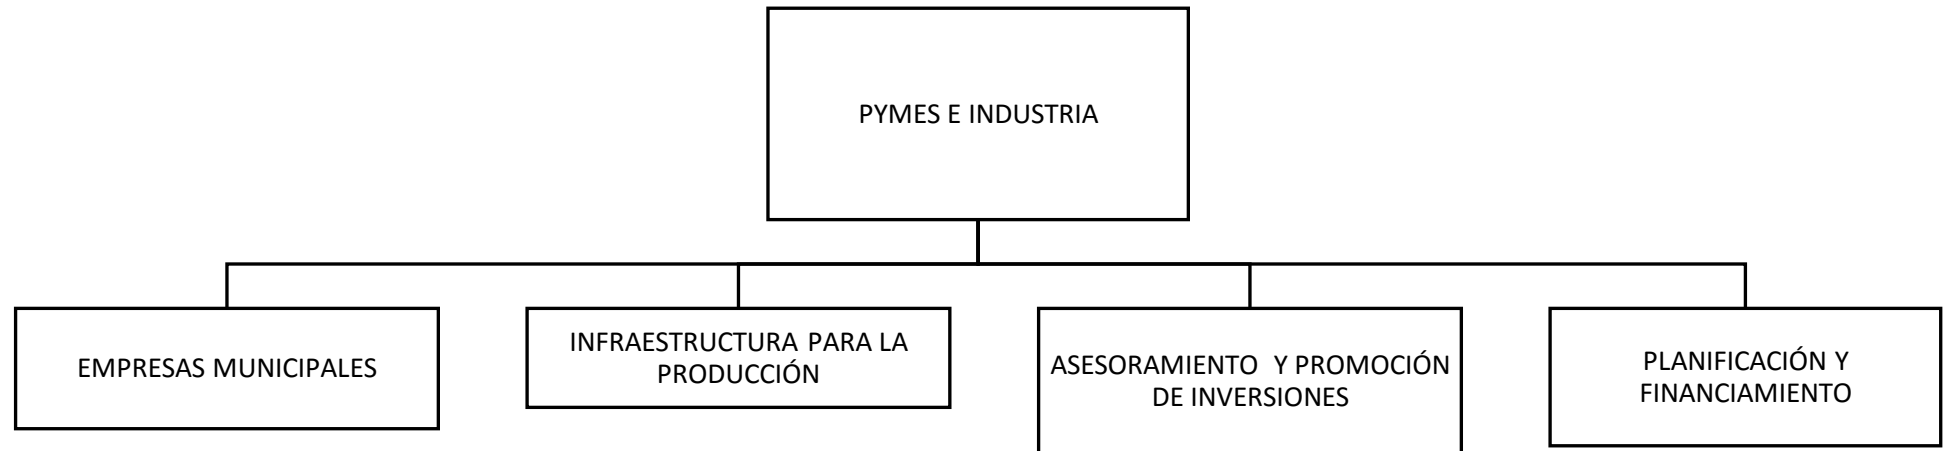 PYMES E INDUSTRIA
EMPRESAS MUNICIPALES
INFRAESTRUCTURA PARA LA
PRODUCCIÓN
ASESORAMIENTO Y PROMOCIÓN
DE INVERSIONES
PLANIFICACIÓN Y
FINANCIAMIENTO